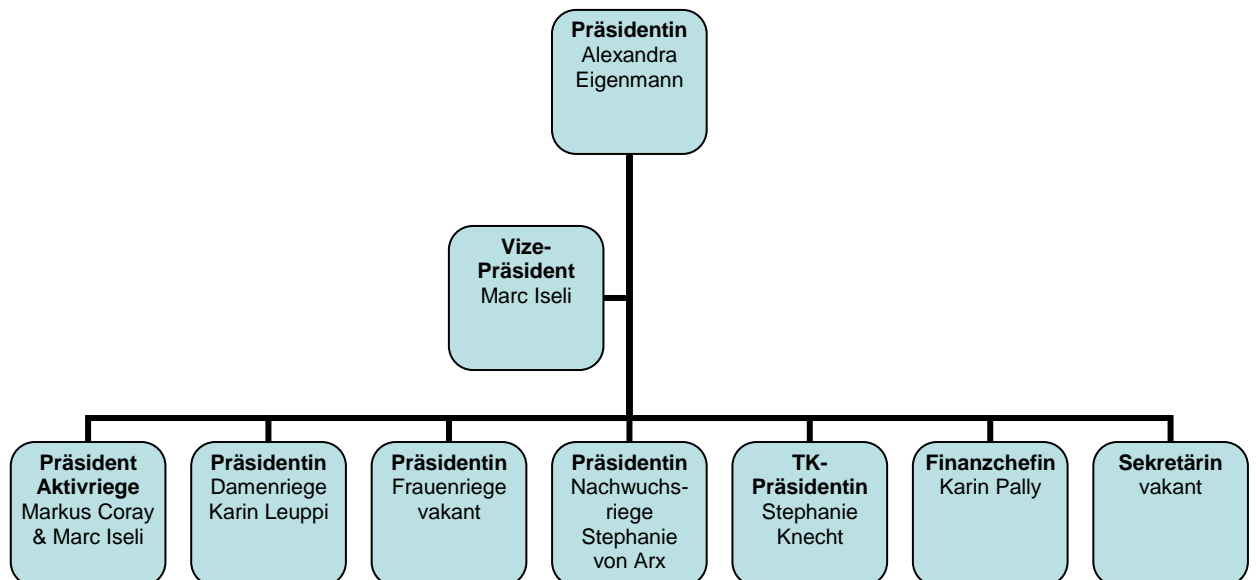 Präsidentin
Alexandra
Eigenmann
Vize-
Präsident
Marc Iseli
Präsident
Aktivriege
Markus Coray
& Marc Iseli
Präsidentin
Damenriege
Karin Leuppi
Präsidentin
Frauenriege
vakant
Präsidentin
Nachwuchs-
riege
Stephanie
von Arx
TK-
Präsidentin
Stephanie
Knecht
Finanzchefin
Karin Pally
Sekretärin
vakant